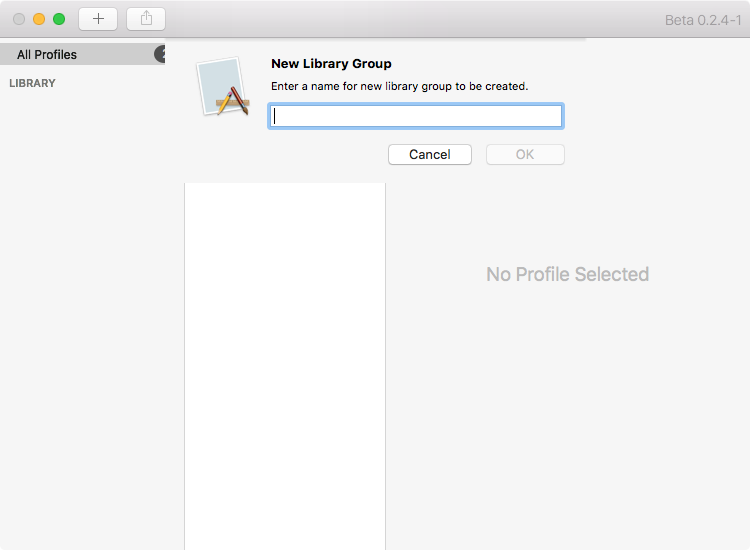 Beta 0.2.4-1
All Profiles
LIBRARY
New Library Group
Enter a name for new library group to be created.
Cancel
OK
No Profile Selected